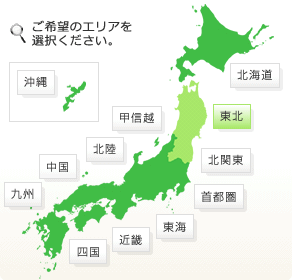 ご希望のエリアを
選択ください。
北海道
沖縄
東北
甲信越
北陸
北関東
中国
首都圏
九州
東海
近畿
四国